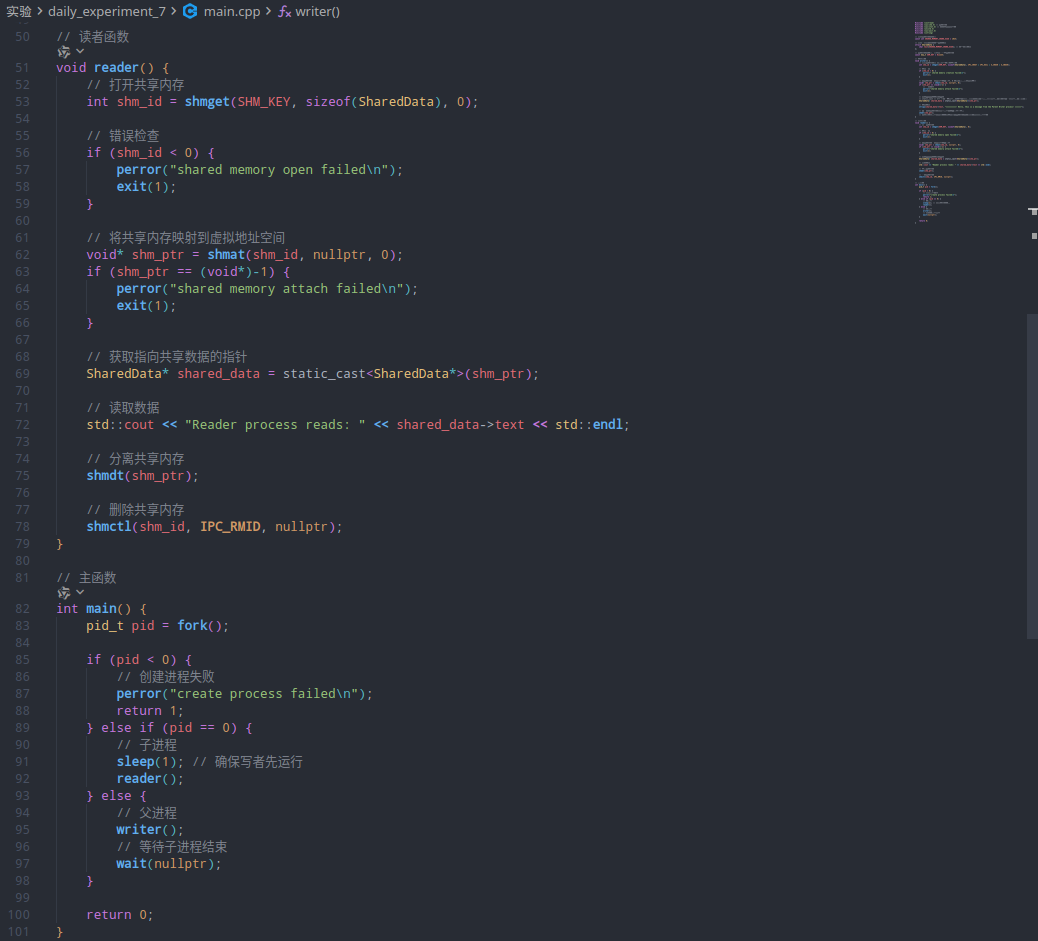 实验 > daily_experiment_7 > main.cpp > writer()
50 // 读者函数
51 void reader() {
52 // 打开共享内存
53 int shm_id = shmget(SHM_KEY, sizeof(SharedData), 0);
54
55 // 错误检查
56 if (shm_id < 0) {
57 perror("shared memory open failed\n");
58 exit(1);
59 }
60
61 // 将共享内存映射到虚拟地址空间
62 void* shm_ptr = shmat(shm_id, nullptr, 0);
63 if (shm_ptr == (void*)-1) {
64 perror("shared memory attach failed\n");
65 exit(1);
66 }
67
68 // 获取指向共享数据的指针
69 SharedData* shared_data = static_cast<SharedData*>(shm_ptr);
70
71 // 读取数据
72 std::cout << "Reader process reads: " << shared_data->text << std::endl;
73
74 // 分离共享内存
75 shmdt(shm_ptr);
76
77 // 删除共享内存
78 shmctl(shm_id, IPC_RMID, nullptr);
79 }
80
81 // 主函数
82 int main() {
83 pid_t pid = fork();
84
85 if (pid < 0) {
86 // 创建进程失败
87 perror("create process failed\n");
88 return 1;
89 } else if (pid == 0) {
90 // 子进程
91 sleep(1); // 确保写者先运行
92 reader();
93 } else {
94 // 父进程
95 writer();
96 // 等待子进程结束
97 wait(nullptr);
98 }
99
100 return 0;
101 }